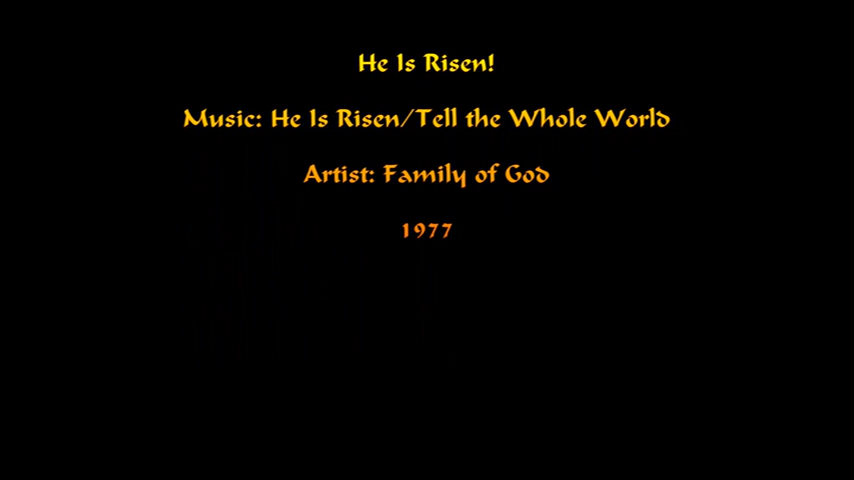 He Is Risen!
Music: He Is Risen/Tell the Whole World
Artist: Family of God
1977